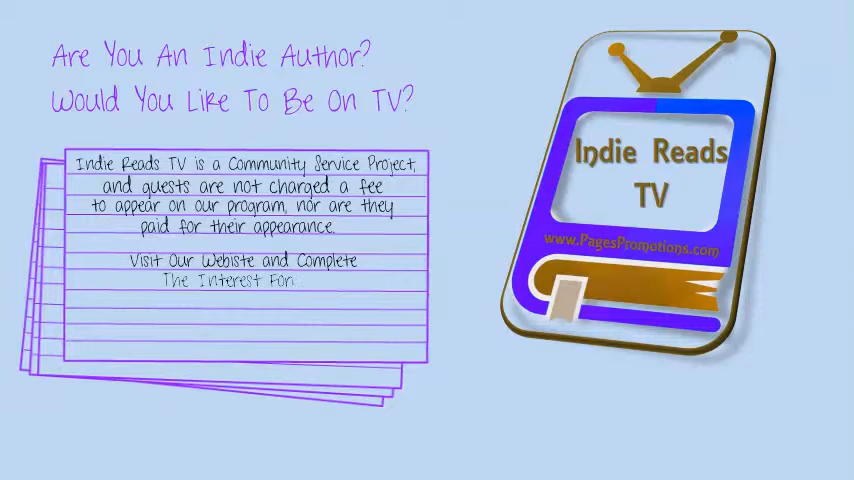 Are You An Indie Author?
Would You Like To Be On TV?
Indie Reads TV is a Community Service Project,
and guests are not charged a fee
to appear on our program, nor are they
paid for their appearance.
Visit Our Webiste and Complete
The Interest For
Indie Reads
TV
www.PagesPromotions.com